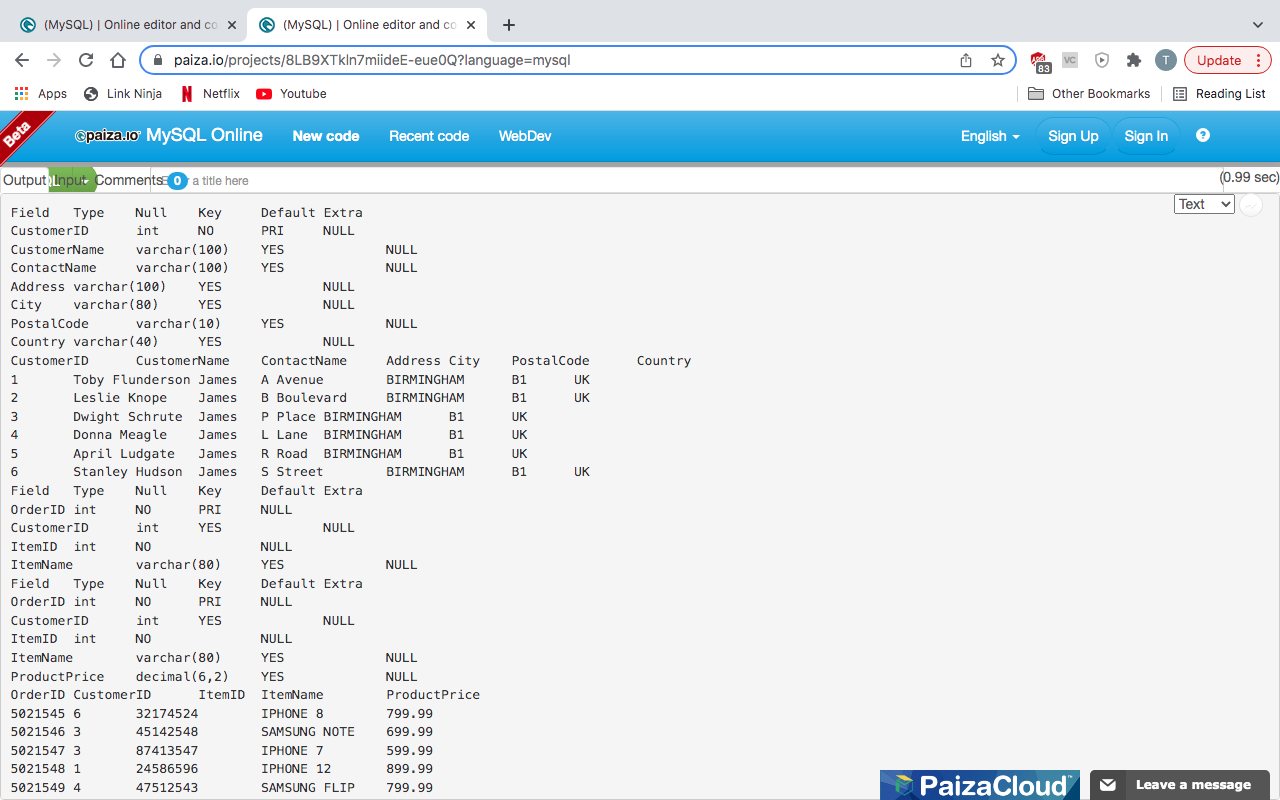 (MySQL) | Online editor and co
(MySQL) | Online editor and co
paiza.io/projects/8LB9XTkln7miideE-eue0Q?language=mysql
ABP
83
VC
T
Update
Apps
Link Ninja
Netflix
Youtube
Other Bookmarks
Reading List
Beta
paiza.io MySQL Online New code Recent code WebDev English Sign Up Sign In ?
Output Input Comments 0 a title here (0.99 sec)
Text
Field Type Null Key Default Extra
CustomerID int NO PRI NULL
CustomerName varchar(100) YES NULL
ContactName varchar(100) YES NULL
Address varchar(100) YES NULL
City varchar(80) YES NULL
PostalCode varchar(10) YES NULL
Country varchar(40) YES NULL
CustomerID CustomerName ContactName Address City PostalCode Country
1 Toby Flunderson James A Avenue BIRMINGHAM B1 UK
2 Leslie Knope James B Boulevard BIRMINGHAM B1 UK
3 Dwight Schrute James P Place BIRMINGHAM B1 UK
4 Donna Meagle James L Lane BIRMINGHAM B1 UK
5 April Ludgate James R Road BIRMINGHAM B1 UK
6 Stanley Hudson James S Street BIRMINGHAM B1 UK
Field Type Null Key Default Extra
OrderID int NO PRI NULL
CustomerID int YES NULL
ItemID int NO NULL
ItemName varchar(80) YES NULL
Field Type Null Key Default Extra
OrderID int NO PRI NULL
CustomerID int YES NULL
ItemID int NO NULL
ItemName varchar(80) YES NULL
ProductPrice decimal(6,2) YES NULL
OrderID CustomerID ItemID ItemName ProductPrice
5021545 6 32174524 IPHONE 8 799.99
5021546 3 45142548 SAMSUNG NOTE 699.99
5021547 3 87413547 IPHONE 7 599.99
5021548 1 24586596 IPHONE 12 899.99
5021549 4 47512543 SAMSUNG FLIP 799.99
PaizaCloud
Leave a message